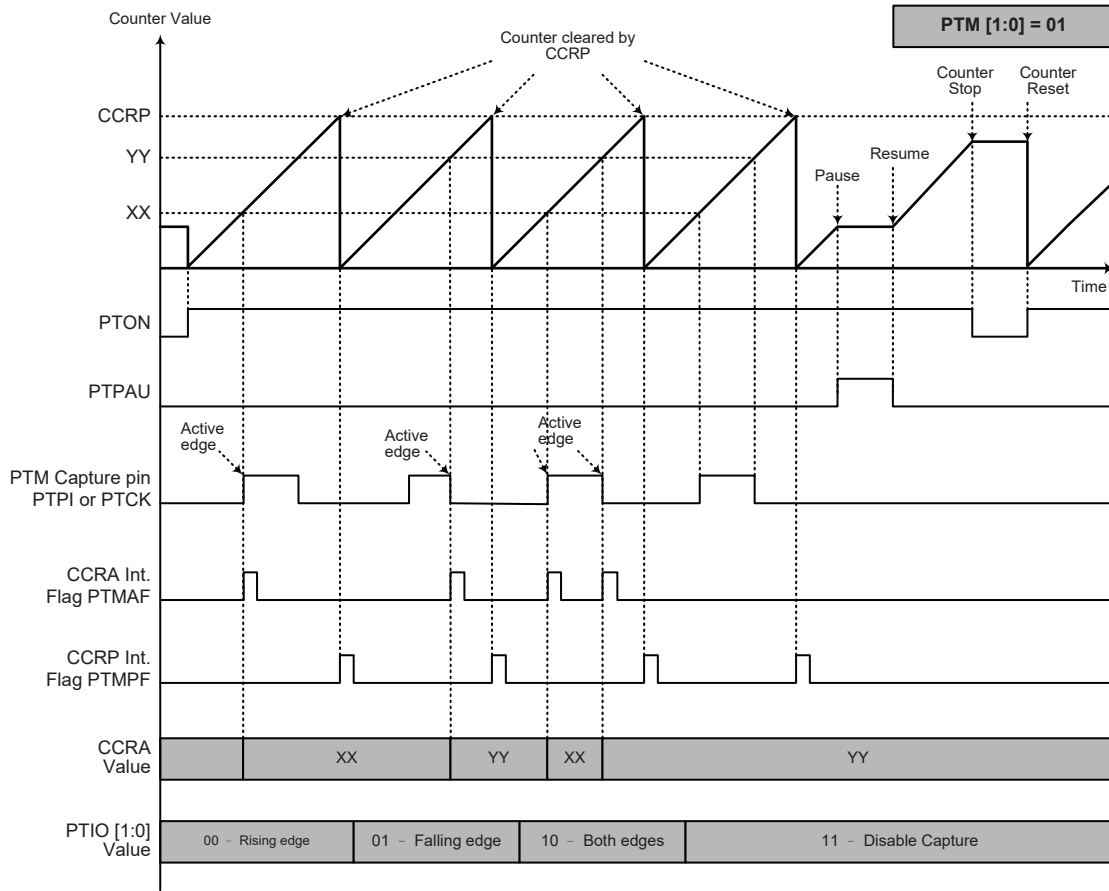 Counter Value
PTM [1:0] = 01
Counter cleared by
CCRP
Counter
Stop
Counter
Reset
CCRP
YY
XX
Pause
Resume
Time
PTON
PTPAU
Active
edge
Active
edge
Active
edge
PTM Capture pin
PTPI or PTCK
CCRA Int.
Flag PTMAF
CCRP Int.
Flag PTMPF
CCRA
Value
XX
YY
XX
YY
PTIO [1:0]
Value
00 - Rising edge
01 - Falling edge
10 - Both edges
11 - Disable Capture